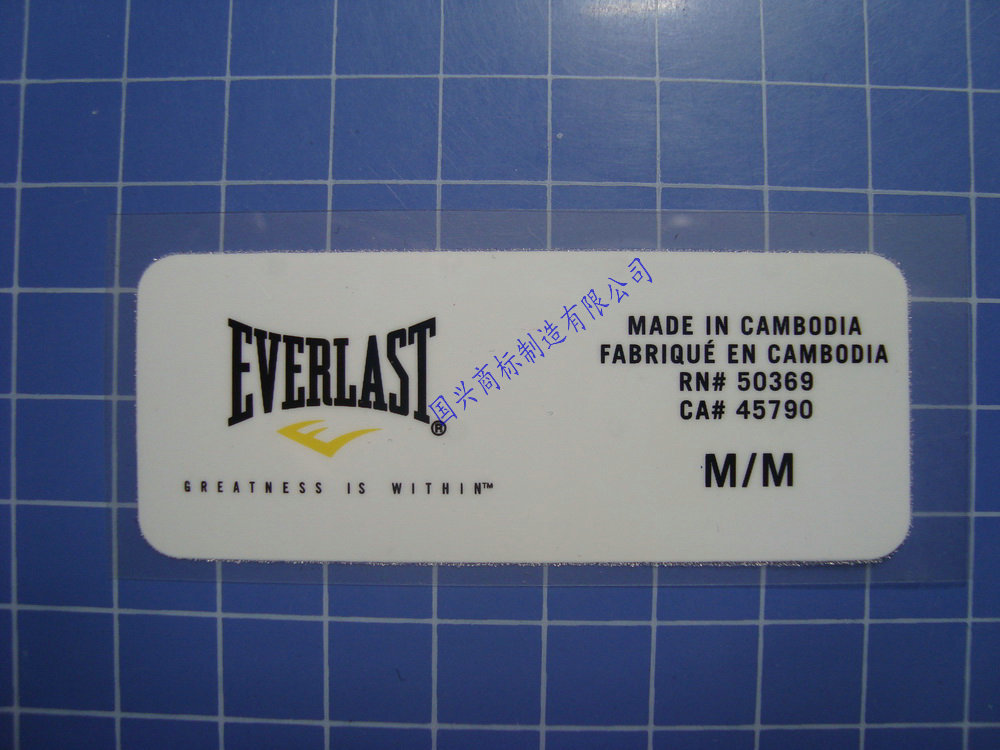 EVERLAST®
GREATNESS IS WITHIN™
国兴商标制造有限公司
MADE IN CAMBODIA
FABRIQUÉ EN CAMBODIA
RN# 50369
CA# 45790
M/M